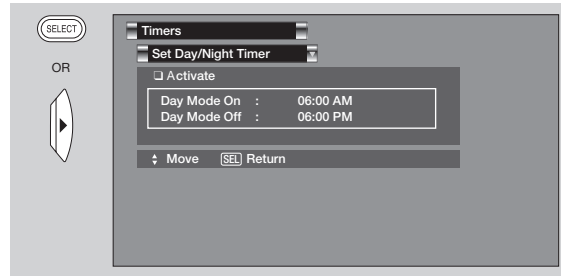 SELECT
OR
Timers
Set Day/Night Timer
❏ Activate
Day Mode On : 06:00 AM
Day Mode Off : 06:00 PM
Move SEL Return